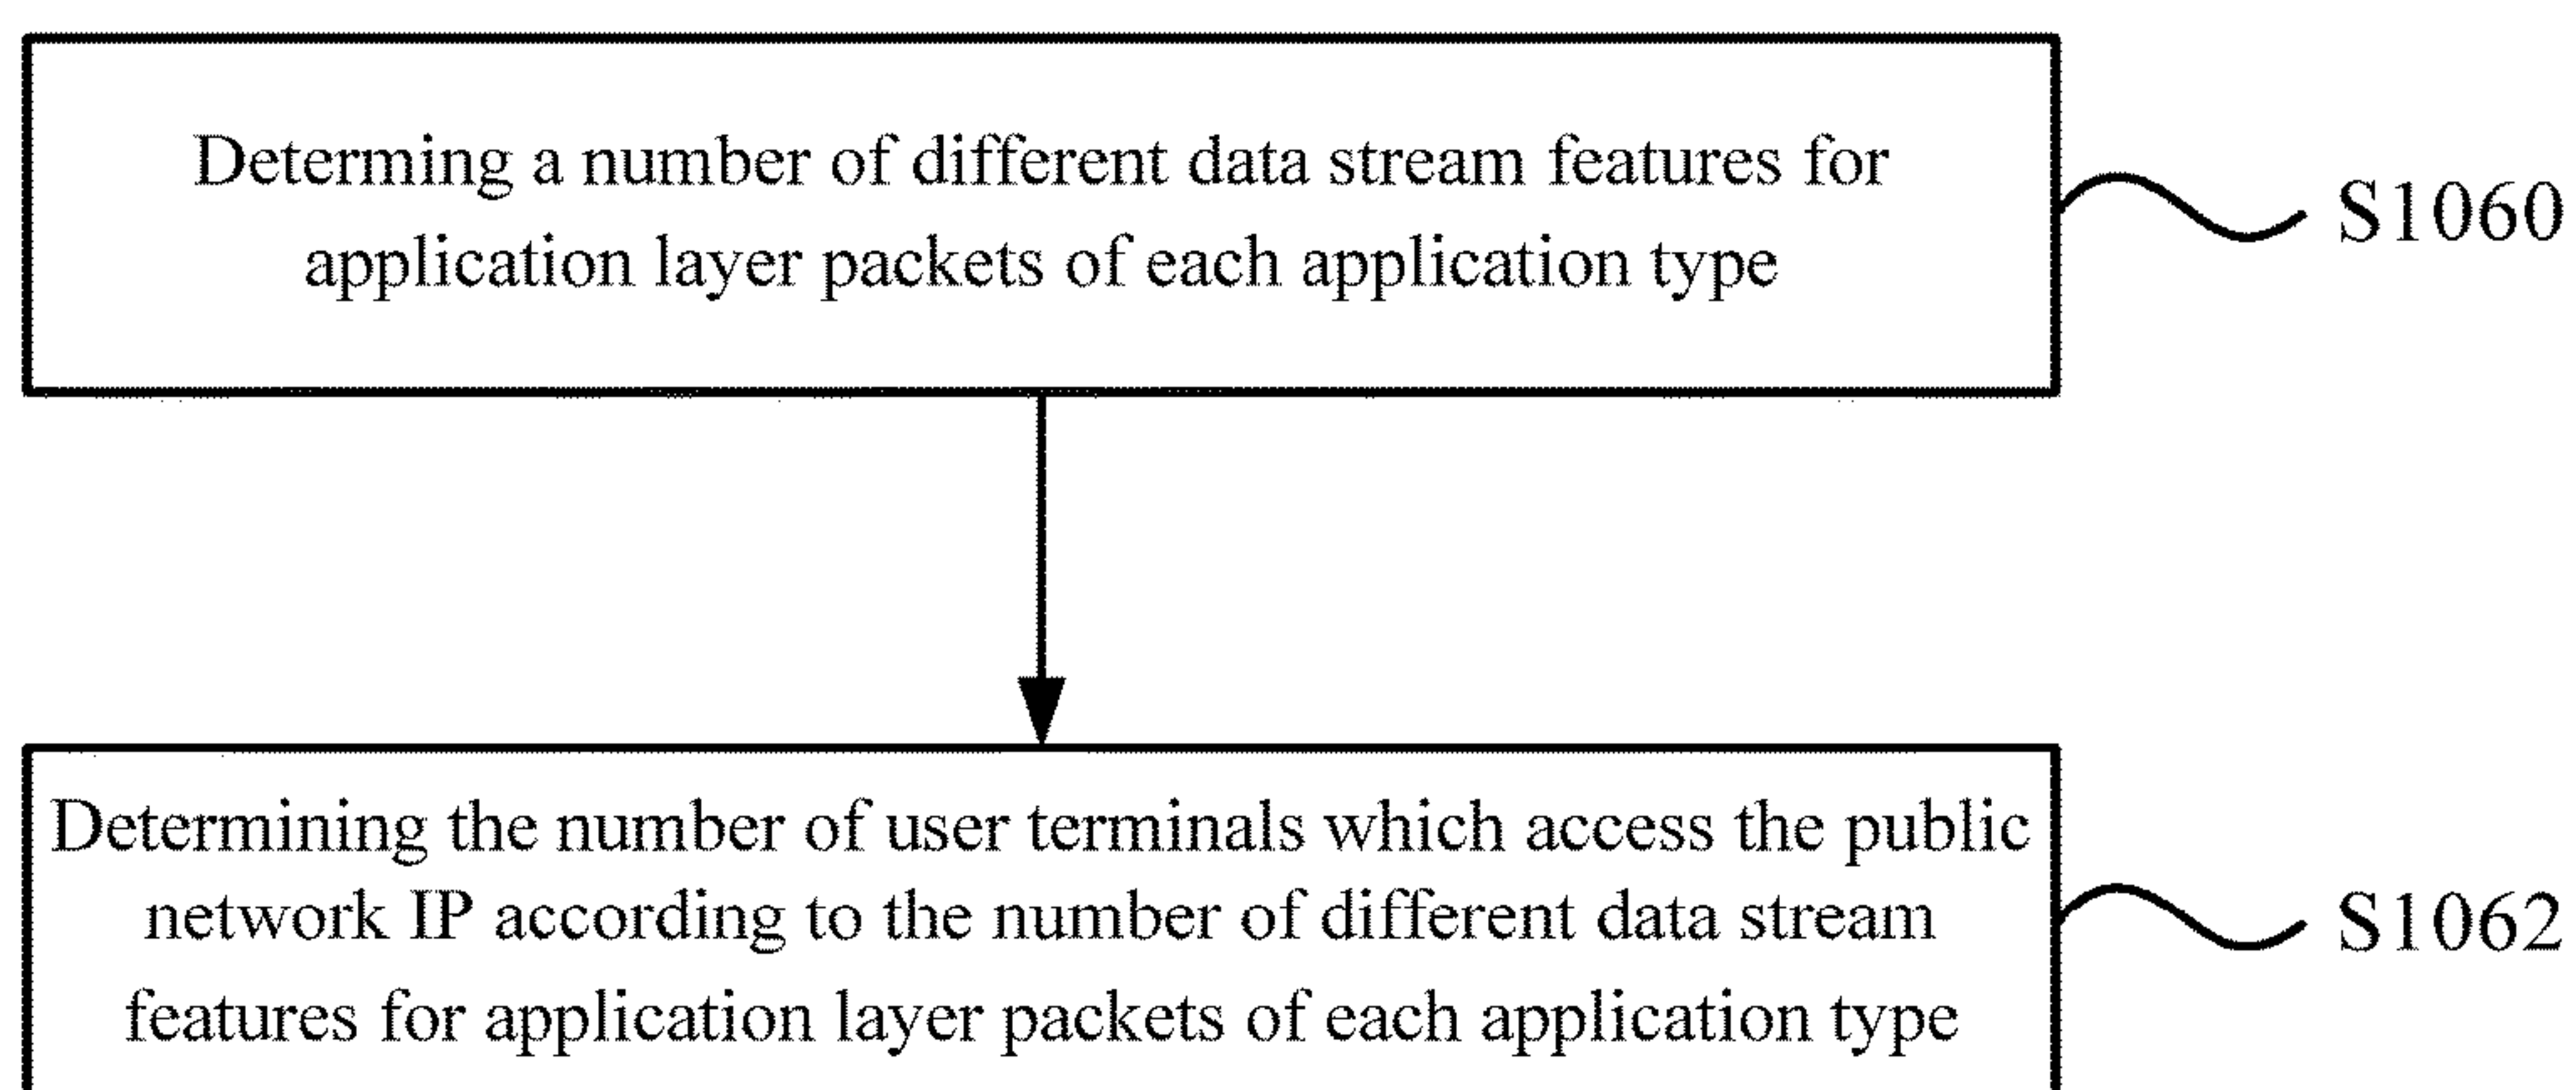 Determing a number of different data stream features for
application layer packets of each application type
S1060
Determining the number of user terminals which access the public
network IP according to the number of different data stream
features for application layer packets of each application type
S1062